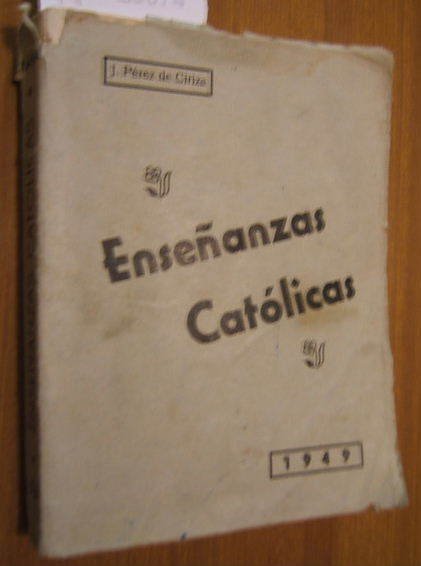 J. Pérez de Ciriza
Enseñanzas
Católicas
1949